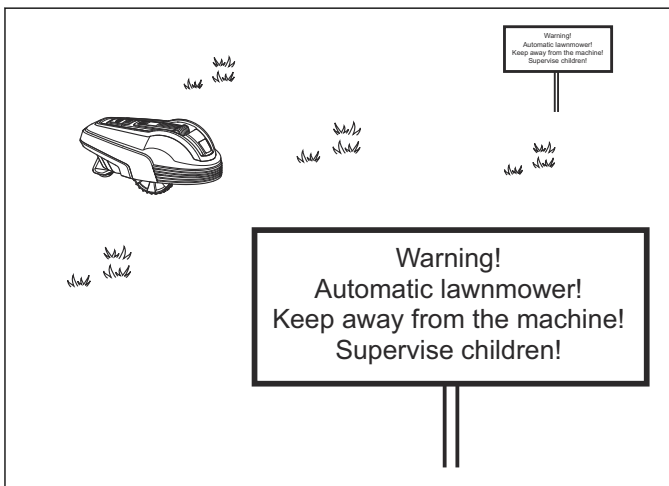 Warning!
Automatic lawnmower!
Keep away from the machine!
Supervise children!
Warning!
Automatic lawnmower!
Keep away from the machine!
Supervise children!